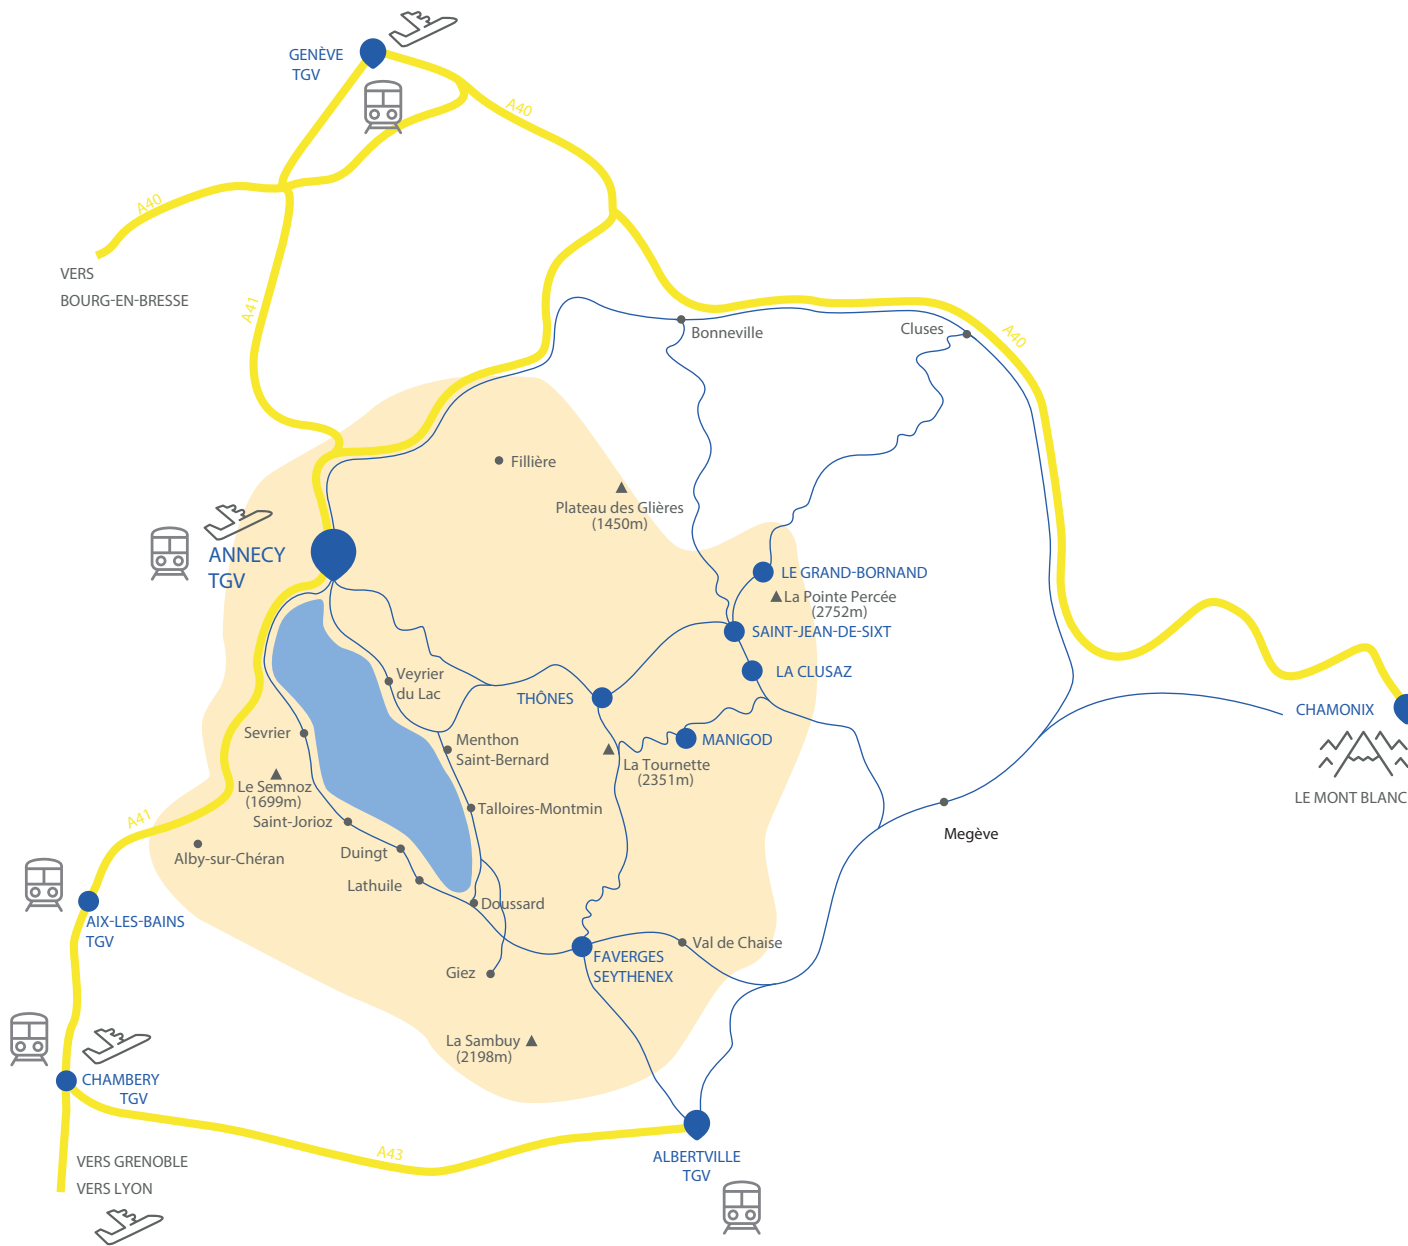 GENÈVE
TGV
A40
A40
VERS
BOURG-EN-BRESSE
A41
Bonneville
Cluses
A40
Fillière
Plateau des Glières
(1450m)
ANNECY
TGV
LE GRAND-BORNAND
La Pointe Percée
(2752m)
SAINT-JEAN-DE-SIXT
LA CLUSAZ
Veyrier
du Lac
THÔNES
CHAMONIX
Sevrier
MANIGOD
Menthon
Saint-Bernard
La Tournette
(2351m)
Le Semnoz
(1699m)
LE MONT BLANC
Talloires-Montmin
A41
Saint-Jorioz
Megève
Duingt
Alby-sur-Chéran
Lathuile
Doussard
AIX-LES-BAINS
TGV
Val de Chaise
FAVERGES
SEYTHENEX
Giez
La Sambuy
(2198m)
CHAMBERY
TGV
A43
ALBERTVILLE
TGV
VERS GRENOBLE
VERS LYON